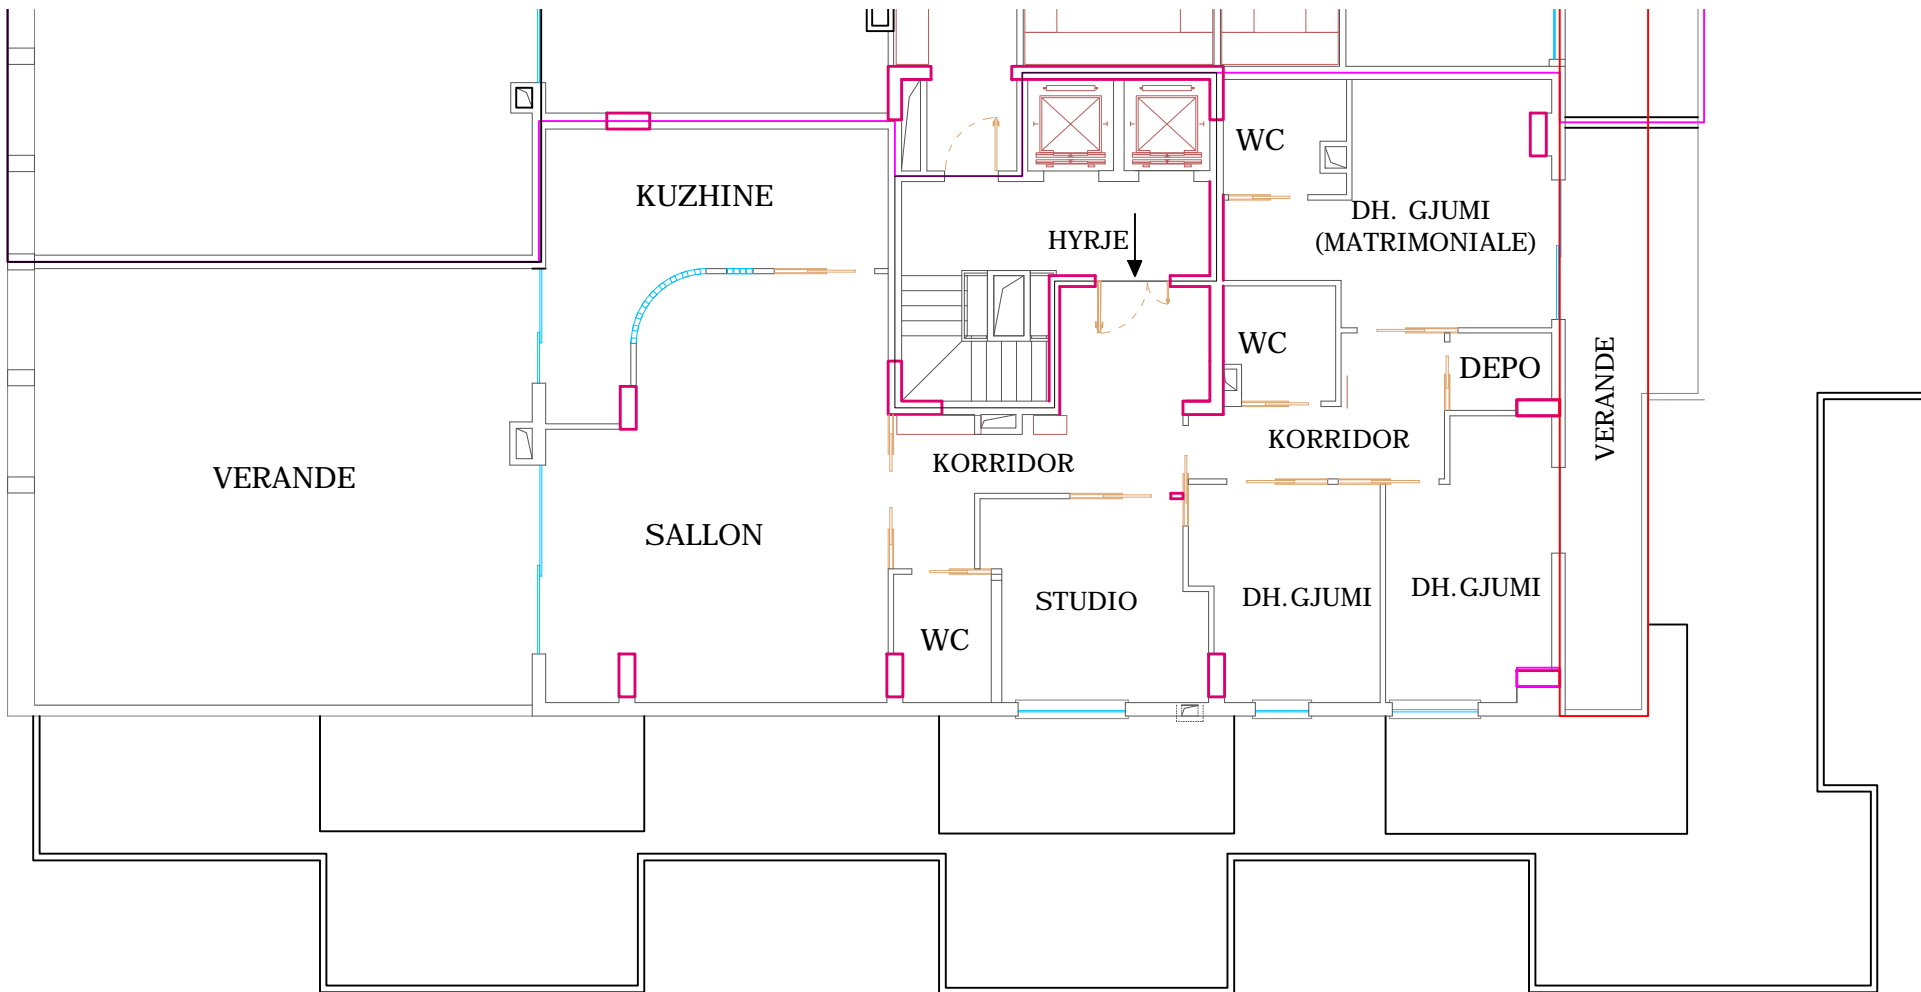 WC
KUZHINE
DH. GJUMI
(MATRIMONIALE)
HYRJE
WC
DEPO
VERANDE
KORRIDOR
KORRIDOR
VERANDE
SALLON
STUDIO
DH.GJUMI
DH.GJUMI
WC